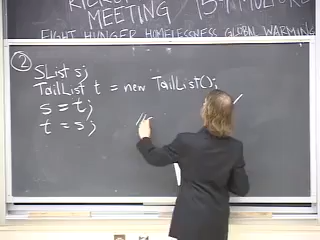 MEETING
FIGHT HUNGER HOMELESSNESS GLOBAL WARMING
2
SList s;
TailList t = new TailList();
s = t;
t = s;
//